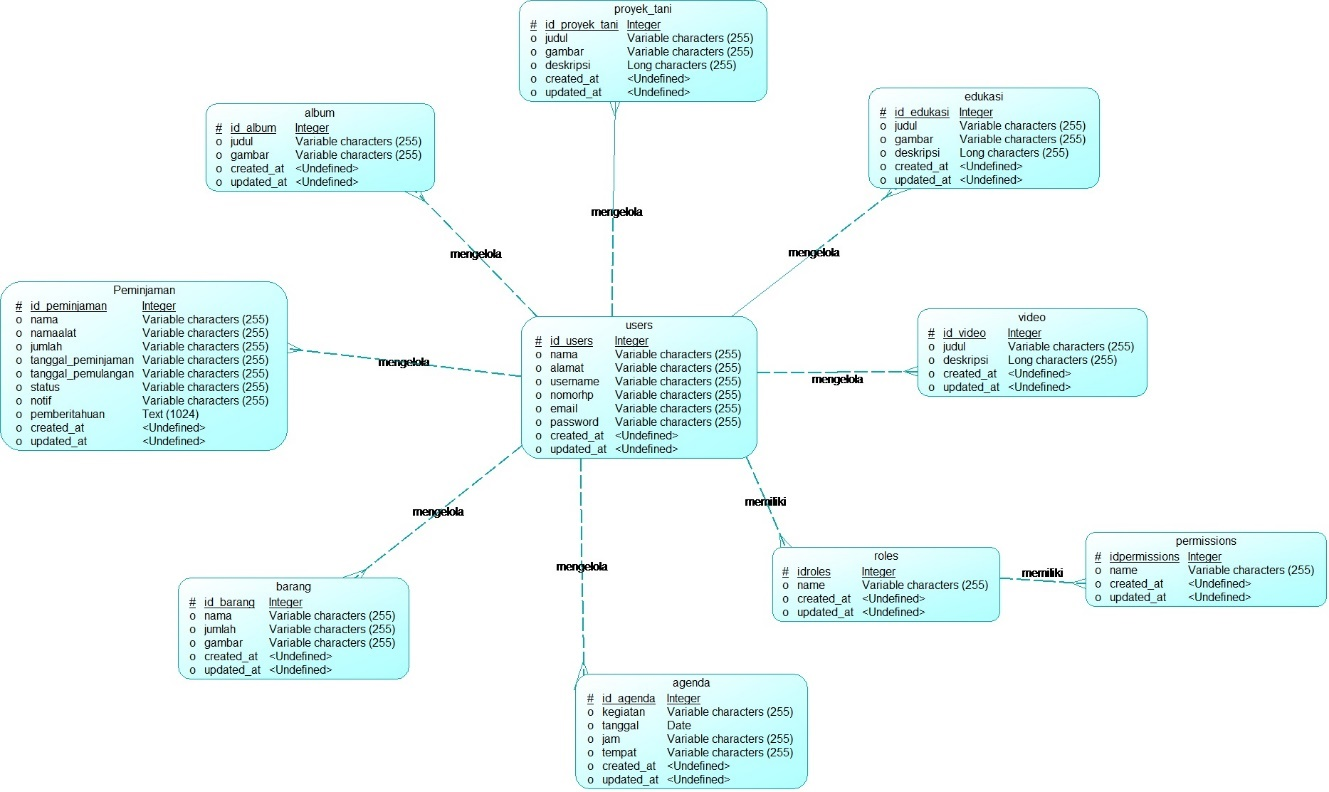 proyek_tani
# id_proyek_tani Integer
o judul Variable characters (255)
o gambar Variable characters (255)
o deskripsi Long characters (255)
o created_at <Undefined>
o updated_at <Undefined>
edukasi
# id_edukasi Integer
o judul Variable characters (255)
o gambar Variable characters (255)
o deskripsi Long characters (255)
o created_at <Undefined>
o updated_at <Undefined>
album
# id_album Integer
o judul Variable characters (255)
o gambar Variable characters (255)
o created_at <Undefined>
o updated_at <Undefined>
mengelola
mengelola
mengelola
Peminjaman
# id_peminjaman Integer
o nama Variable characters (255)
o namaalat Variable characters (255)
o jumlah Variable characters (255)
o tanggal_peminjaman Variable characters (255)
o tanggal_pemulangan Variable characters (255)
o status Variable characters (255)
o notif Variable characters (255)
o pemberitahuan Text (1024)
o created_at <Undefined>
o updated_at <Undefined>
mengelola
users
# id_users Integer
o nama Variable characters (255)
o alamat Variable characters (255)
o username Variable characters (255)
o nomorhp Variable characters (255)
o email Variable characters (255)
o password Variable characters (255)
o created_at <Undefined>
o updated_at <Undefined>
mengelola
video
# id_video Integer
o judul Variable characters (255)
o deskripsi Long characters (255)
o created_at <Undefined>
o updated_at <Undefined>
mengelola
mengelola
memiliki
roles
# idroles Integer
o name Variable characters (255)
o created_at <Undefined>
o updated_at <Undefined>
memiliki
permissions
# idpermissions Integer
o name Variable characters (255)
o created_at <Undefined>
o updated_at <Undefined>
barang
# id_barang Integer
o nama Variable characters (255)
o jumlah Variable characters (255)
o gambar Variable characters (255)
o created_at <Undefined>
o updated_at <Undefined>
agenda
# id_agenda Integer
o kegiatan Variable characters (255)
o tanggal Date
o jam Variable characters (255)
o tempat Variable characters (255)
o created_at <Undefined>
o updated_at <Undefined>